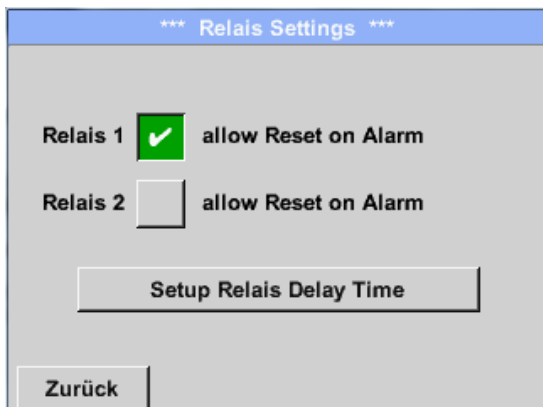 *** Relais Settings ***
Relais 1 allow Reset on Alarm
Relais 2 allow Reset on Alarm
Setup Relais Delay Time
Zurück